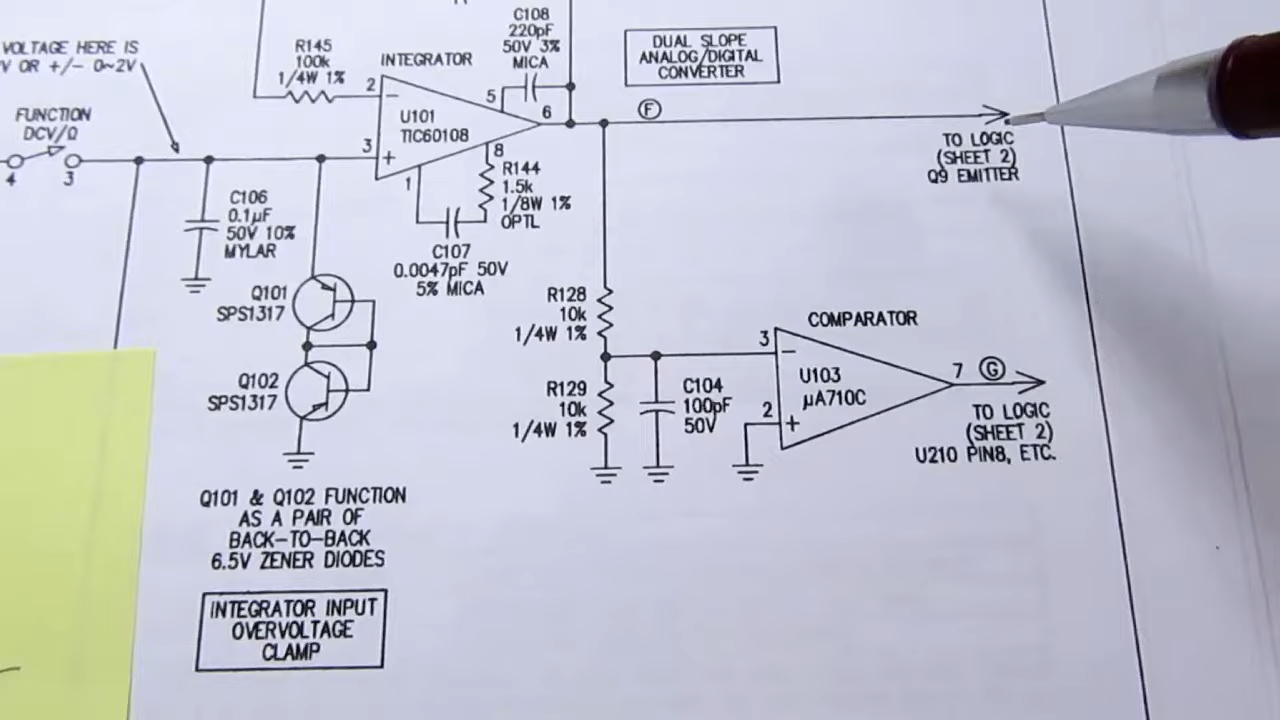 C108
220pF
50V 3%
MICA
DUAL SLOPE
ANALOG/DIGITAL
CONVERTER
R145
100k
1/4W 1%
INTEGRATOR
VOLTAGE HERE IS
V OR +/- 0~2V
FUNCTION
DCV/Ω
4
3
2
3
5
6
8
1
U101
TIC60108
F
TO LOGIC
(SHEET 2)
Q9 EMITTER
R144
1.5k
1/8W 1%
OPTL
C106
0.1µF
50V 10%
MYLAR
C107
0.0047pF 50V
5% MICA
Q101
SPS1317
Q102
SPS1317
R128
10k
1/4W 1%
R129
10k
1/4W 1%
C104
100pF
50V
COMPARATOR
3
2
7
U103
µA710C
G
TO LOGIC
(SHEET 2)
U210 PIN8, ETC.
Q101 & Q102 FUNCTION
AS A PAIR OF
BACK-TO-BACK
6.5V ZENER DIODES
INTEGRATOR INPUT
OVERVOLTAGE
CLAMP